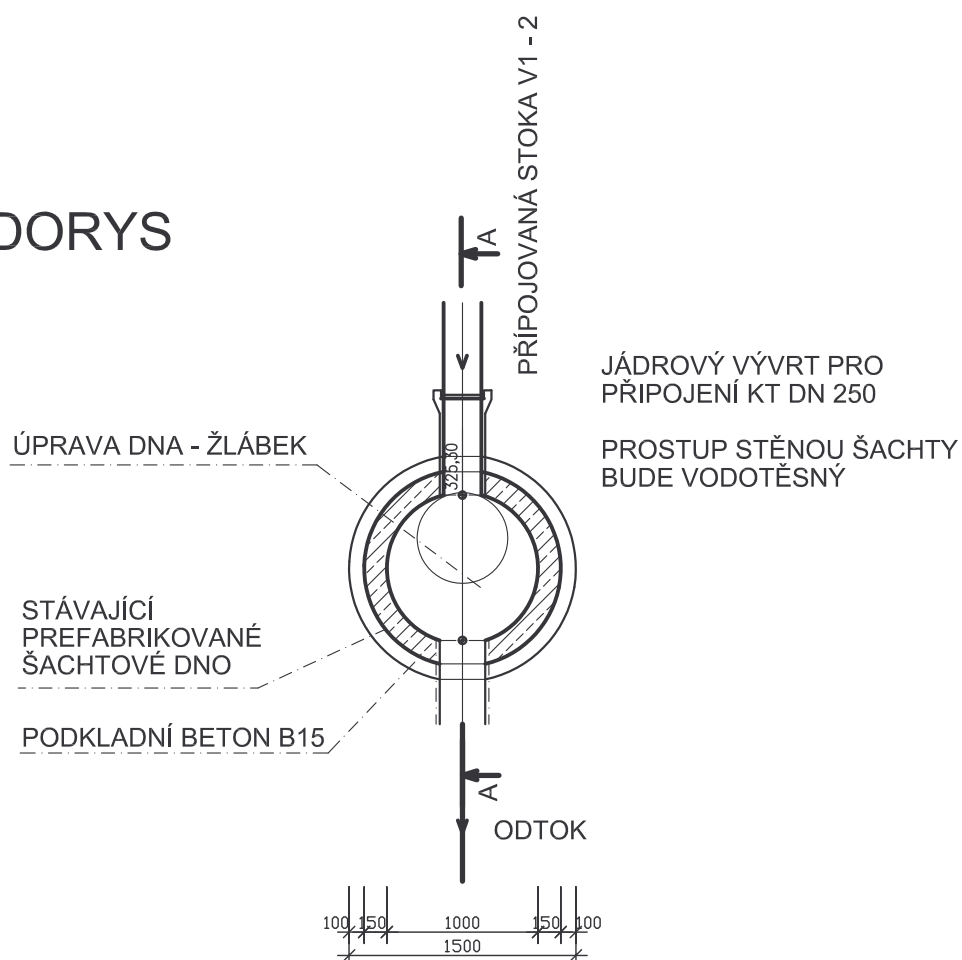 DORYS
A
PŘÍPOJOVANÁ STOKA V1 - 2
JÁDROVÝ VÝVRT PRO
PŘIPOJENÍ KT DN 250
PROSTUP STĚNOU ŠACHTY
BUDE VODOTĚSNÝ
ÚPRAVA DNA - ŽLÁBEK
325,30
STÁVAJÍCÍ
PREFABRIKOVANÉ
ŠACHTOVÉ DNO
PODKLADNÍ BETON B15
A
ODTOK
100 150 1000 150 100
1500